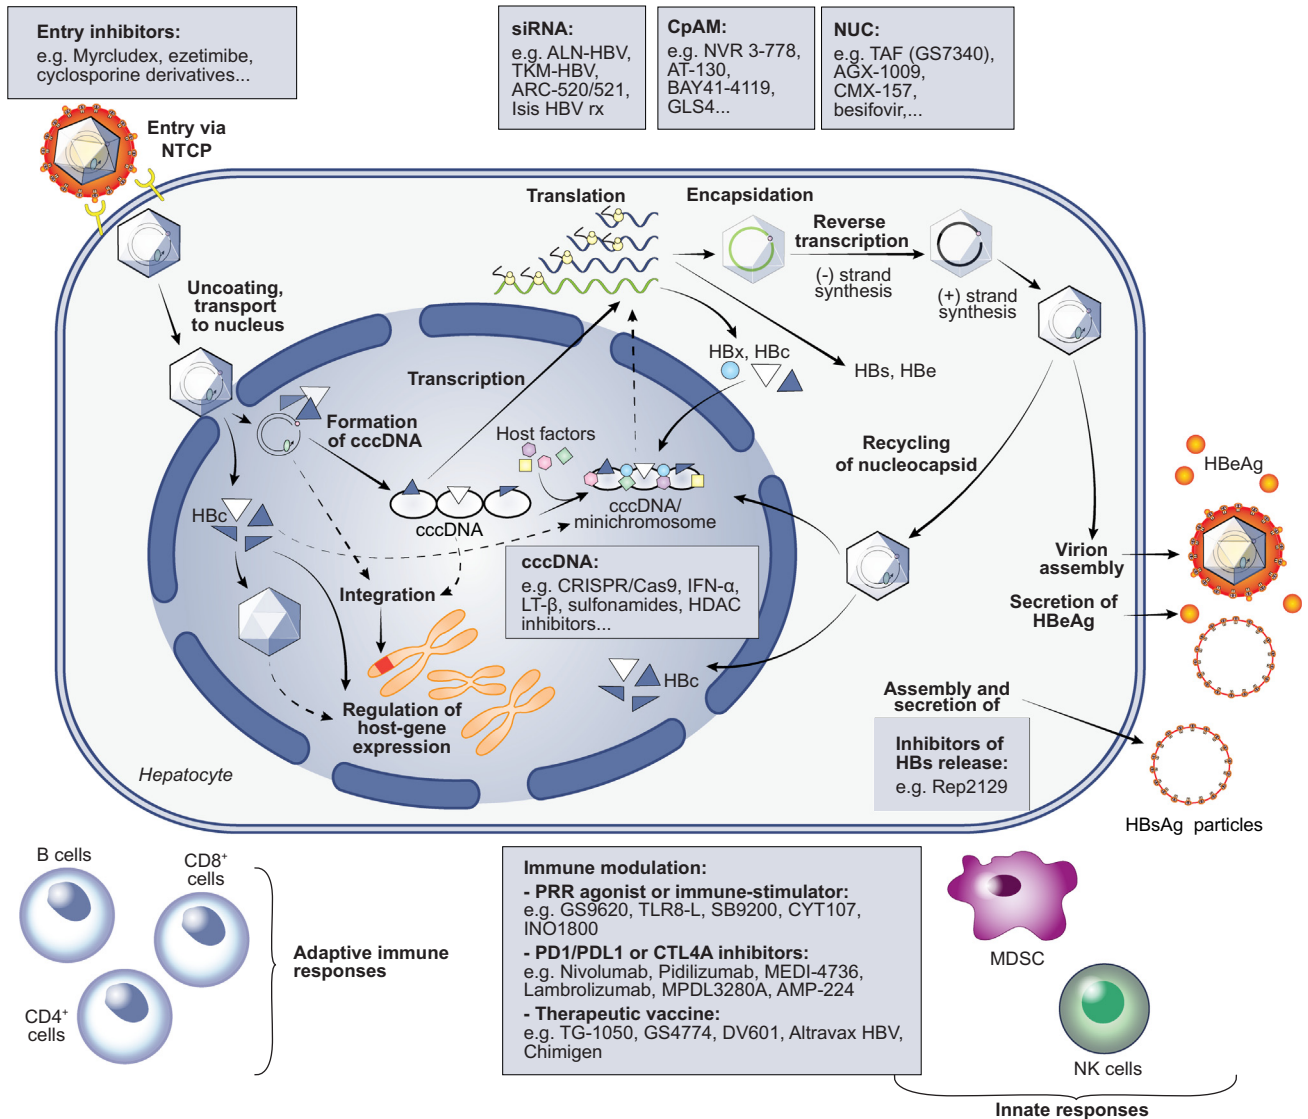 Entry inhibitors:
e.g. Myrcludex, ezetimibe,
cyclosporine derivatives...
siRNA:
e.g. ALN-HBV,
TKM-HBV,
ARC-520/521,
Isis HBV rx
CpAM:
e.g. NVR 3-778,
AT-130,
BAY41-4119,
GLS4...
NUC:
e.g. TAF (GS7340),
AGX-1009,
CMX-157,
besifovir,...
Entry via
NTCP
Translation
Encapsidation
Reverse
transcription
(-) strand
synthesis
(+) strand
synthesis
Uncoating,
transport
to nucleus
HBx, HBc
HBs, HBe
Transcription
Formation
of cccDNA
Host factors
Recycling
of nucleocapsid
HBeAg
HBc
cccDNA
cccDNA/
minichromosome
cccDNA:
e.g. CRISPR/Cas9, IFN-α,
LT-β, sulfonamides, HDAC
inhibitors...
Virion
assembly
Integration
Secretion of
HBeAg
HBc
Regulation of
host-gene
expression
Assembly and
secretion of
Inhibitors of
HBs release:
e.g. Rep2129
Hepatocyte
HBsAg particles
B cells
CD8+
cells
CD4+
cells
Adaptive immune
responses
Immune modulation:
- PRR agonist or immune-stimulator:
e.g. GS9620, TLR8-L, SB9200, CYT107,
INO1800
- PD1/PDL1 or CTL4A inhibitors:
e.g. Nivolumab, Pidilizumab, MEDI-4736,
Lambrolizumab, MPDL3280A, AMP-224
- Therapeutic vaccine:
e.g. TG-1050, GS4774, DV601, Altravax HBV,
Chimigen
MDSC
NK cells
Innate responses